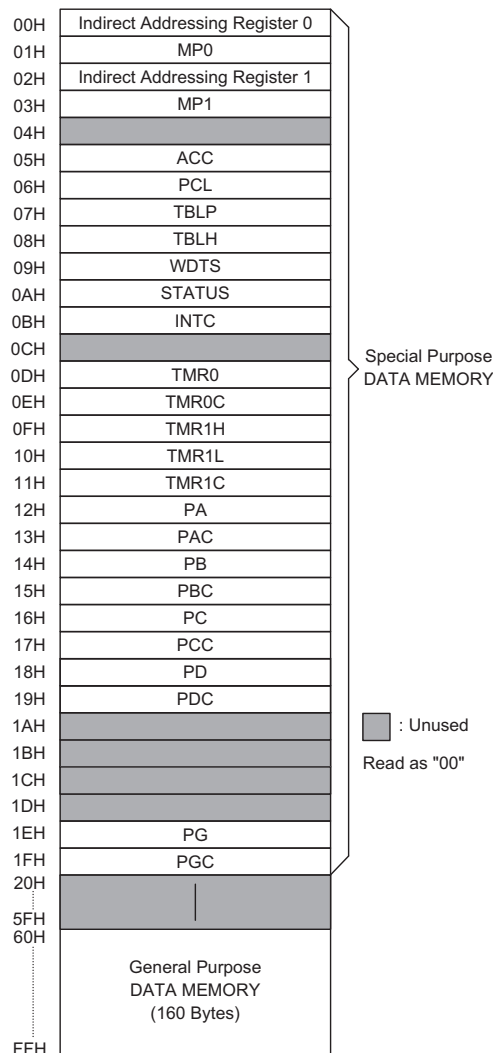 00H Indirect Addressing Register 0
01H MP0
02H Indirect Addressing Register 1
03H MP1
04H
05H ACC
06H PCL
07H TBLP
08H TBLH
09H WDTS
0AH STATUS
0BH INTC
0CH
0DH TMR0
0EH TMR0C
0FH TMR1H
10H TMR1L
11H TMR1C
12H PA
13H PAC
14H PB
15H PBC
16H PC
17H PCC
18H PD
19H PDC
1AH
1BH
1CH
1DH
1EH PG
1FH PGC
20H
5FH
60H
General Purpose
DATA MEMORY
(160 Bytes)
FFH
Special Purpose
DATA MEMORY
: Unused
Read as "00"